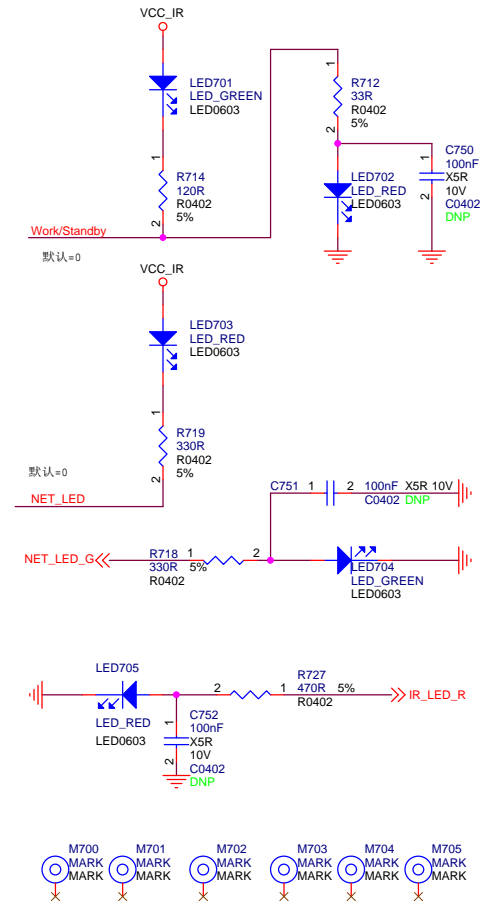 VCC_IR
LED701
LED_GREEN
LED0603
1
R714
120R
R0402
5%
2
Work/Standby
默认=0
1
R712
33R
R0402
5%
2
LED702
LED_RED
LED0603
1
2
C750
100nF
X5R
10V
C0402
DNP
VCC_IR
LED703
LED_RED
LED0603
1
R719
330R
R0402
5%
2
默认=0
NET_LED
C751 1 2 100nF X5R 10V
C0402 DNP
NET_LED_G
R718 1 2
330R 5%
R0402
LED704
LED_GREEN
LED0603
LED705
LED_RED
LED0603
2 1
R727
470R 5%
R0402
IR_LED_R
1
2
C752
100nF
X5R
10V
C0402
DNP
M700 M701 M702 M703 M704 M705
MARK MARK MARK MARK MARK MARK
MARK MARK MARK MARK MARK MARK